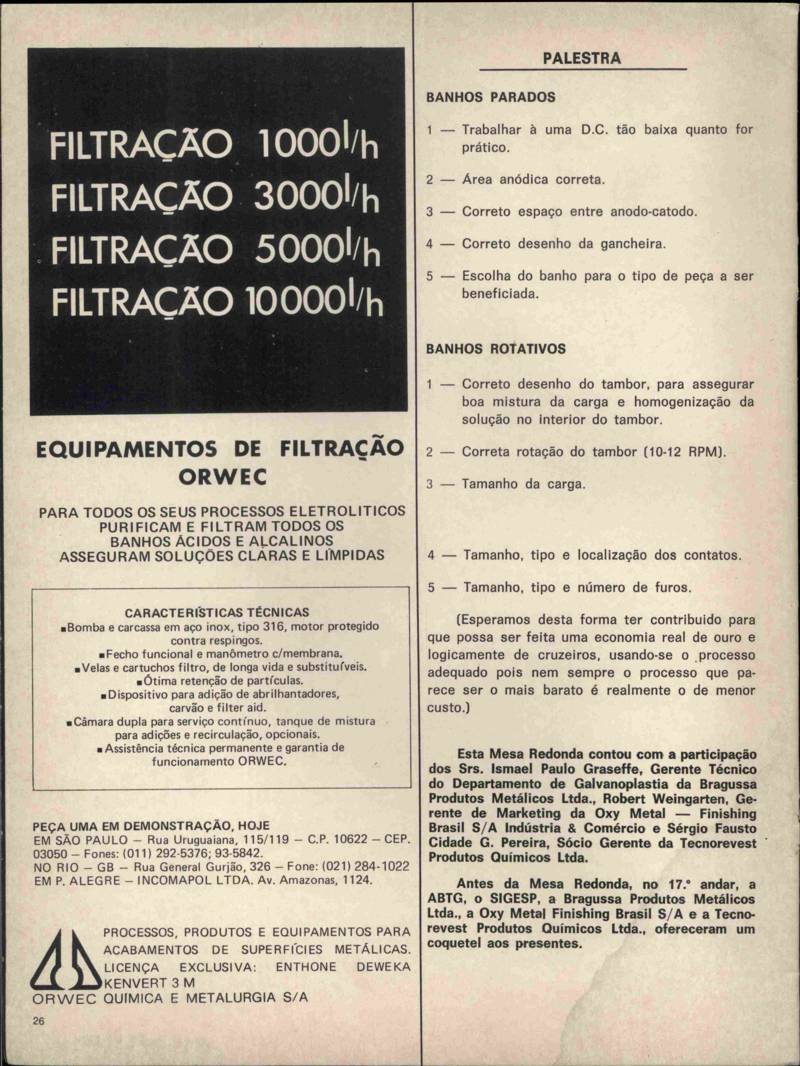 FILTRAÇÃO 1000l/h
FILTRAÇÃO 3000l/h
FILTRAÇÃO 5000l/h
FILTRAÇÃO 10000l/h
EQUIPAMENTOS DE FILTRAÇÃO
ORWEC
PARA TODOS OS SEUS PROCESSOS ELETROLITICOS
PURIFICAM E FILTRAM TODOS OS
BANHOS ÁCIDOS E ALCALINOS
ASSEGURAM SOLUÇÕES CLARAS E LÍMPIDAS
CARACTERÍSTICAS TÉCNICAS
▪Bomba e carcassa em aço inox, tipo 316, motor protegido
contra respingos.
▪Fecho funcional e manômetro c/membrana.
▪Velas e cartuchos filtro, de longa vida e substituíveis.
▪Ótima retenção de partículas.
▪Dispositivo para adição de abrilhantadores,
carvão e filter aid.
▪Câmara dupla para serviço contínuo, tanque de mistura
para adições e recirculação, opcionais.
▪Assistência técnica permanente e garantia de
funcionamento ORWEC.
PEÇA UMA EM DEMONSTRAÇÃO, HOJE
EM SÃO PAULO – Rua Uruguaiana, 115/119 – C.P. 10622 – CEP.
03050 – Fones: (011) 292-5376; 93-5842.
NO RIO – GB – Rua General Gurjão, 326 – Fone: (021) 284-1022
EM P. ALEGRE – INCOMAPOL LTDA. Av. Amazonas, 1124.
PROCESSOS, PRODUTOS E EQUIPAMENTOS PARA
ACABAMENTOS DE SUPERFÍCIES METÁLICAS.
LICENÇA EXCLUSIVA: ENTHONE DEWEKA
KENVERT 3 M
ORWEC QUIMICA E METALURGIA S/A
26
PALESTRA
BANHOS PARADOS
1 — Trabalhar à uma D.C. tão baixa quanto for
prático.
2 — Área anódica correta.
3 — Correto espaço entre anodo-catodo.
4 — Correto desenho da gancheira.
5 — Escolha do banho para o tipo de peça a ser
beneficiada.
BANHOS ROTATIVOS
1 — Correto desenho do tambor, para assegurar
boa mistura da carga e homogenização da
solução no interior do tambor.
2 — Correta rotação do tambor (10-12 RPM).
3 — Tamanho da carga.
4 — Tamanho, tipo e localização dos contatos.
5 — Tamanho, tipo e número de furos.
(Esperamos desta forma ter contribuido para
que possa ser feita uma economia real de ouro e
logicamente de cruzeiros, usando-se o processo
adequado pois nem sempre o processo que pa-
rece ser o mais barato é realmente o de menor
custo.)
Esta Mesa Redonda contou com a participação
dos Srs. Ismael Paulo Graseffe, Gerente Técnico
do Departamento de Galvanoplastia da Bragussa
Produtos Metálicos Ltda., Robert Weingarten, Ge-
rente de Marketing da Oxy Metal — Finishing
Brasil S/A Indústria & Comércio e Sérgio Fausto
Cidade G. Pereira, Sócio Gerente da Tecnorevest
Produtos Químicos Ltda.
Antes da Mesa Redonda, no 17.º andar, a
ABTG, o SIGESP, a Bragussa Produtos Metálicos
Ltda., a Oxy Metal Finishing Brasil S/A e a Tecno-
revest Produtos Químicos Ltda., ofereceram um
coquetel aos presentes.